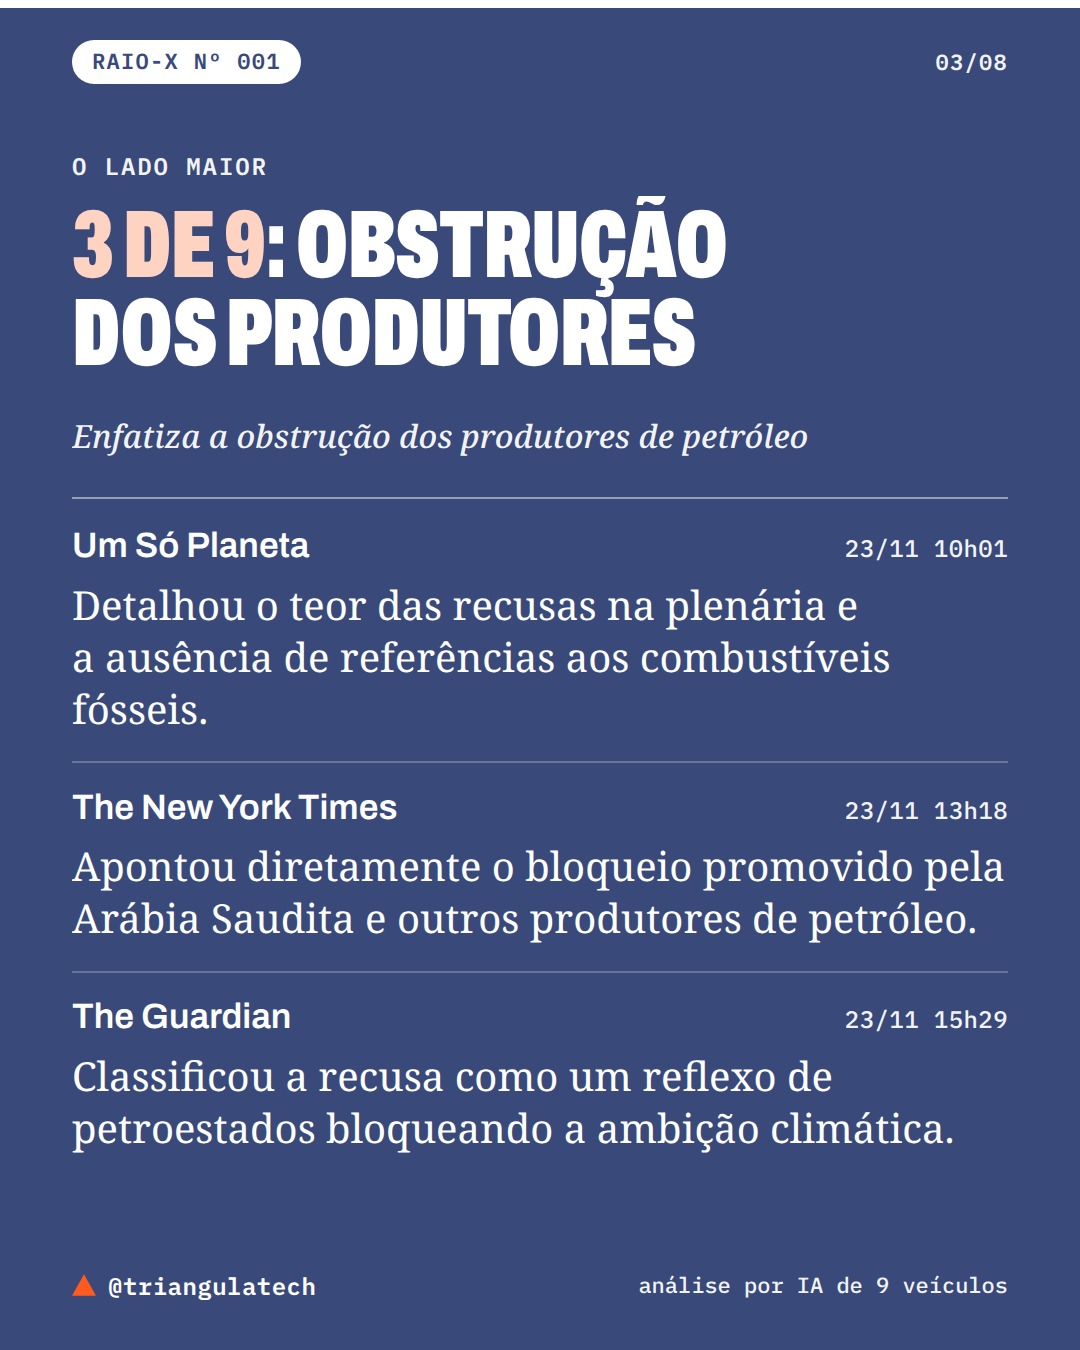 RAIO-X Nº 001
03/08
O LADO MAIOR
3 DE 9: OBSTRUÇÃO
DOS PRODUTORES
Enfatiza a obstrução dos produtores de petróleo
Um Só Planeta
23/11 10h01
Detalhou o teor das recusas na plenária e
a ausência de referências aos combustíveis
fósseis.
The New York Times
23/11 13h18
Apontou diretamente o bloqueio promovido pela
Arábia Saudita e outros produtores de petróleo.
The Guardian
23/11 15h29
Classificou a recusa como um reflexo de
petroestados bloqueando a ambição climática.
@triangulatech
análise por IA de 9 veículos